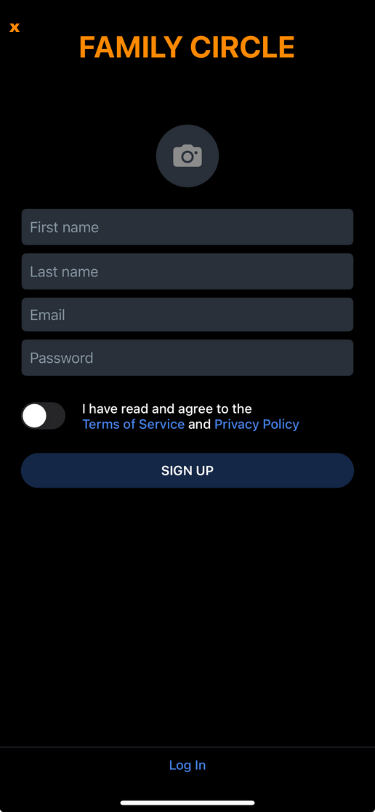 x
FAMILY CIRCLE
First name
Last name
Email
Password
I have read and agree to the
Terms of Service and Privacy Policy
SIGN UP
Log In